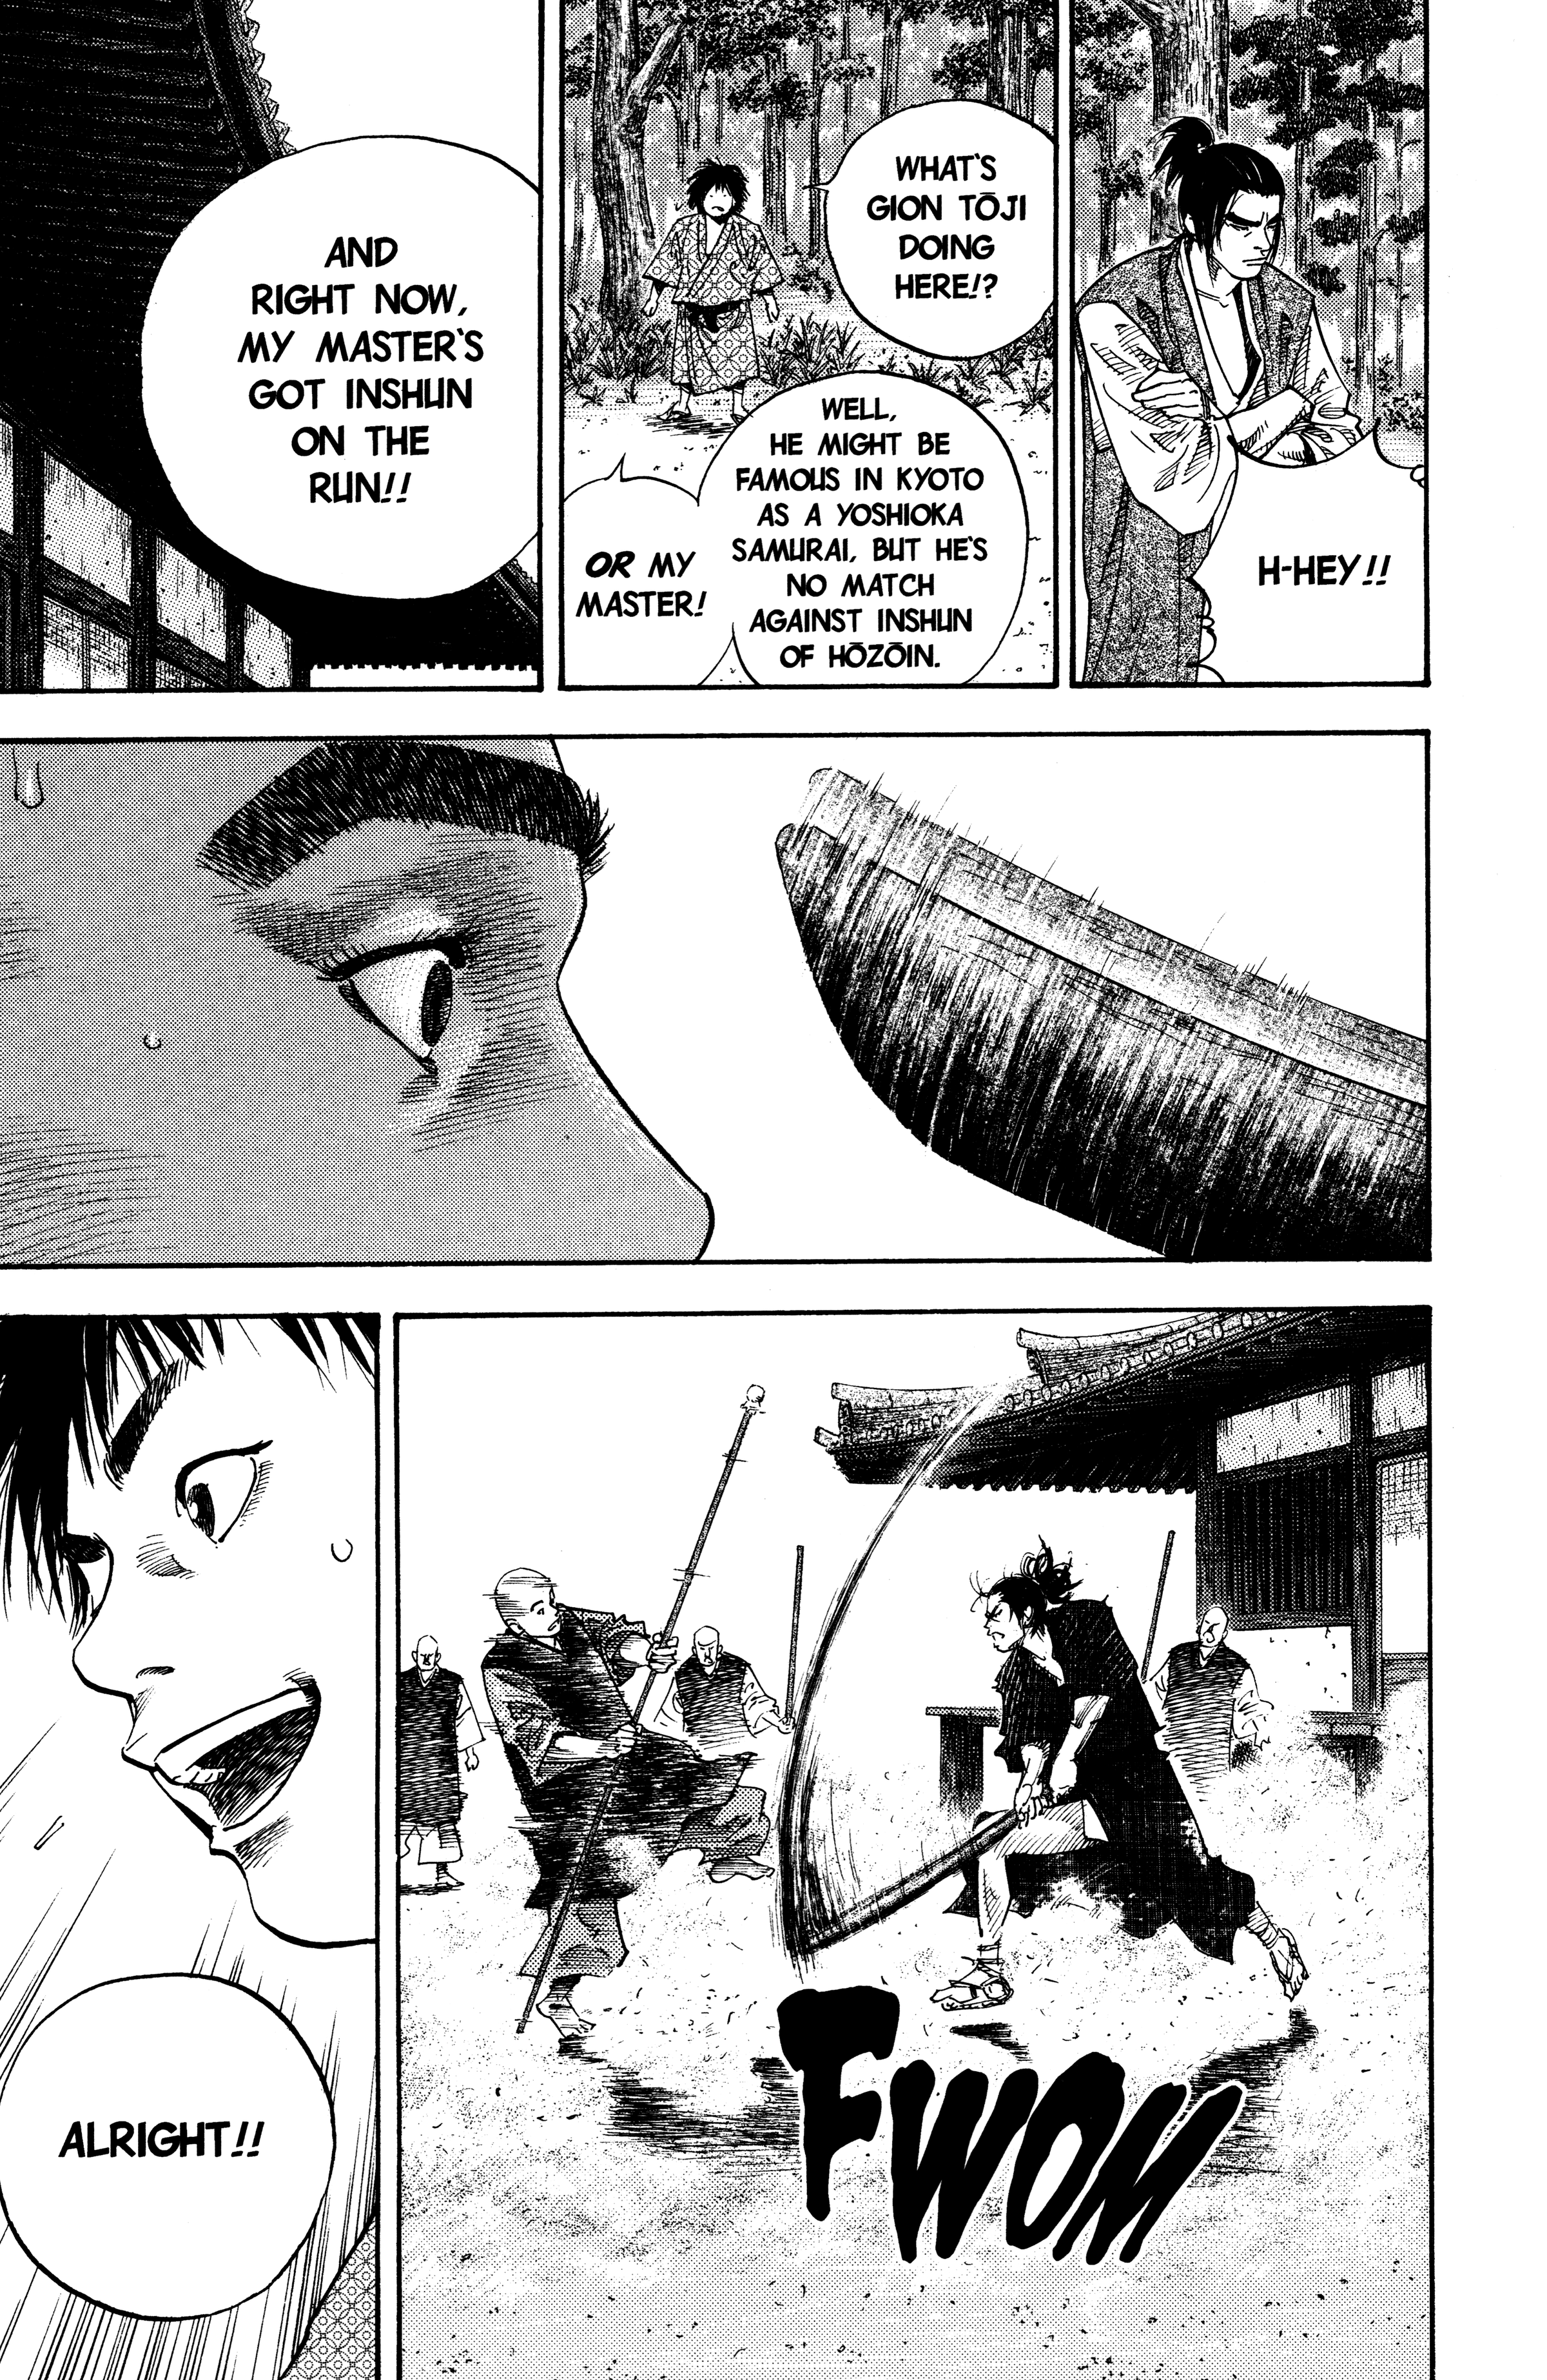 H-HEY!!
WHAT'S
GION TŌJI
DOING
HERE!?
WELL,
HE MIGHT BE
FAMOUS IN KYOTO
AS A YOSHIOKA
SAMURAI, BUT HE'S
NO MATCH
AGAINST INSHUN
OF HŌZŌIN.
OR MY
MASTER!
AND
RIGHT NOW,
MY MASTER'S
GOT INSHUN
ON THE
RUN!!
FWOM
ALRIGHT!!